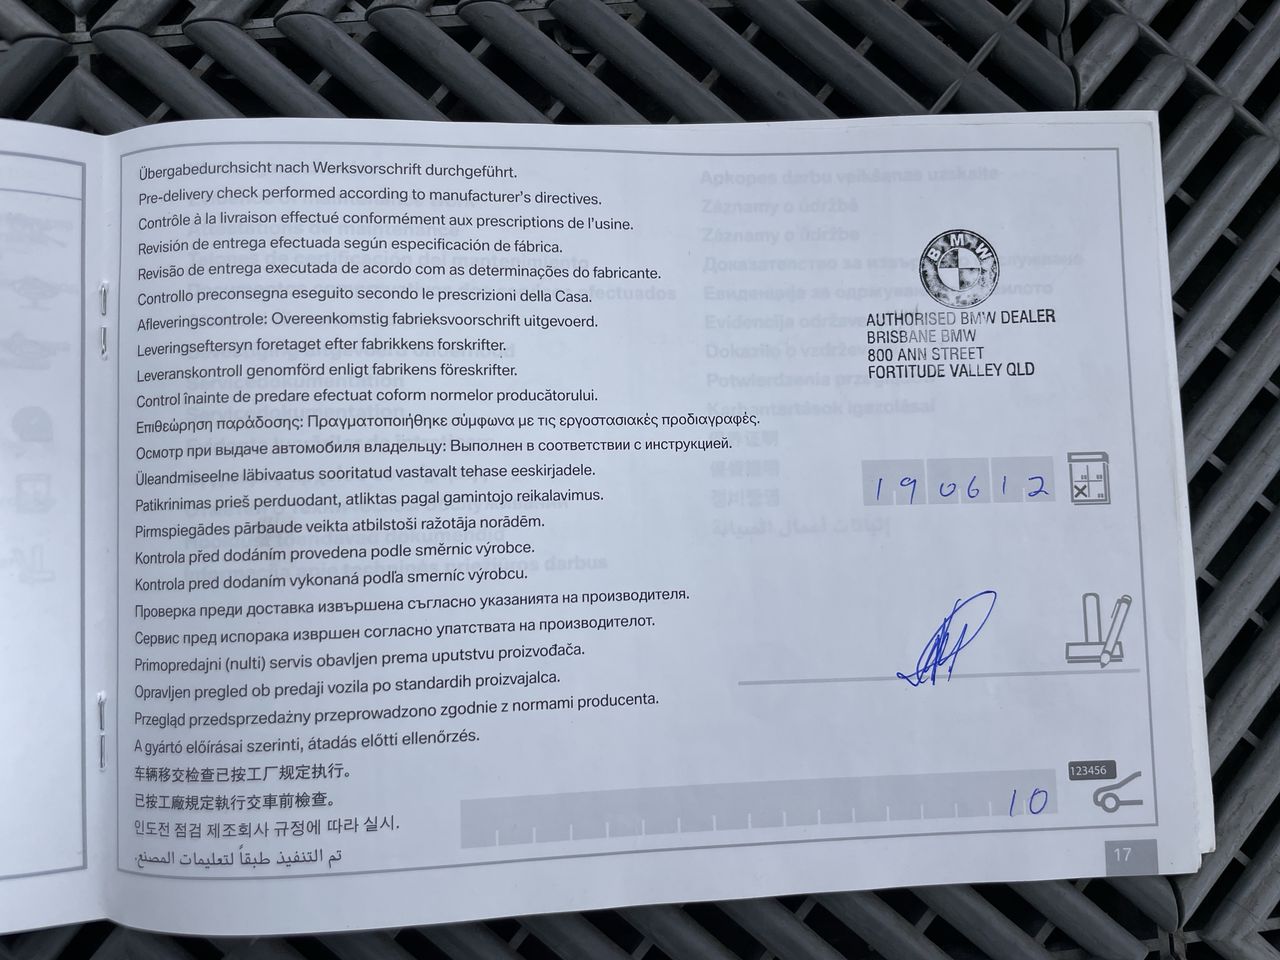 Übergabedurchsicht nach Werksvorschrift durchgeführt.
Pre-delivery check performed according to manufacturer's directives.
Contrôle à la livraison effectué conformément aux prescriptions de l'usine.
Revisión de entrega efectuada según especificación de fábrica.
Revisão de entrega executada de acordo com as determinações do fabricante.
Controllo preconsegna eseguito secondo le prescrizioni della Casa.
Afleveringscontrole: Overeenkomstig fabrieksvoorschrift uitgevoerd.
Leveringseftersyn foretaget efter fabrikkens forskrifter.
Leveranskontroll genomförd enligt fabrikens föreskrifter.
Control înainte de predare efectuat coform normelor producătorului.
Επιθεώρηση παράδοσης: Πραγματοποιήθηκε σύμφωνα με τις εργοστασιακές προδιαγραφές.
Осмотр при выдаче автомобиля владельцу: Выполнен в соответствии с инструкцией.
Üleandmiseelne läbivaatus sooritatud vastavalt tehase eeskirjadele.
Patikrinimas prieš perduodant, atliktas pagal gamintojo reikalavimus.
Pirmspiegādes pārbaude veikta atbilstoši ražotāja norādēm.
Kontrola před dodáním provedena podle směrnic výrobce.
Kontrola pred dodaním vykonaná podľa smerníc výrobcu.
Проверка преди доставка извършена съгласно указанията на производителя.
Сервис пред испорака извршен согласно упатствата на производителот.
Primopredajni (nulti) servis obavljen prema uputstvu proizvođača.
Opravljen pregled ob predaji vozila po standardih proizvajalca.
Przegląd przedsprzedażny przeprowadzono zgodnie z normami producenta.
A gyártó előírásai szerinti, átadás előtti ellenőrzés.
车辆移交检查已按工厂规定执行。
已按工廠規定執行交車前檢查。
인도전 점검 제조회사 규정에 따라 실시.
تم التنفيذ طبقاً لتعليمات المصنع.
BMW
AUTHORISED BMW DEALER
BRISBANE BMW
800 ANN STREET
FORTITUDE VALLEY QLD
190612
123456
10
17